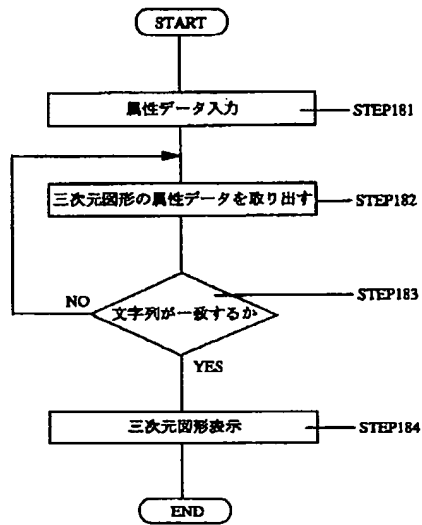 START
属性データ入力
STEP181
三次元図形の属性データを取り出す
STEP182
文字列が一致するか
STEP183
NO
YES
三次元図形表示
STEP184
END